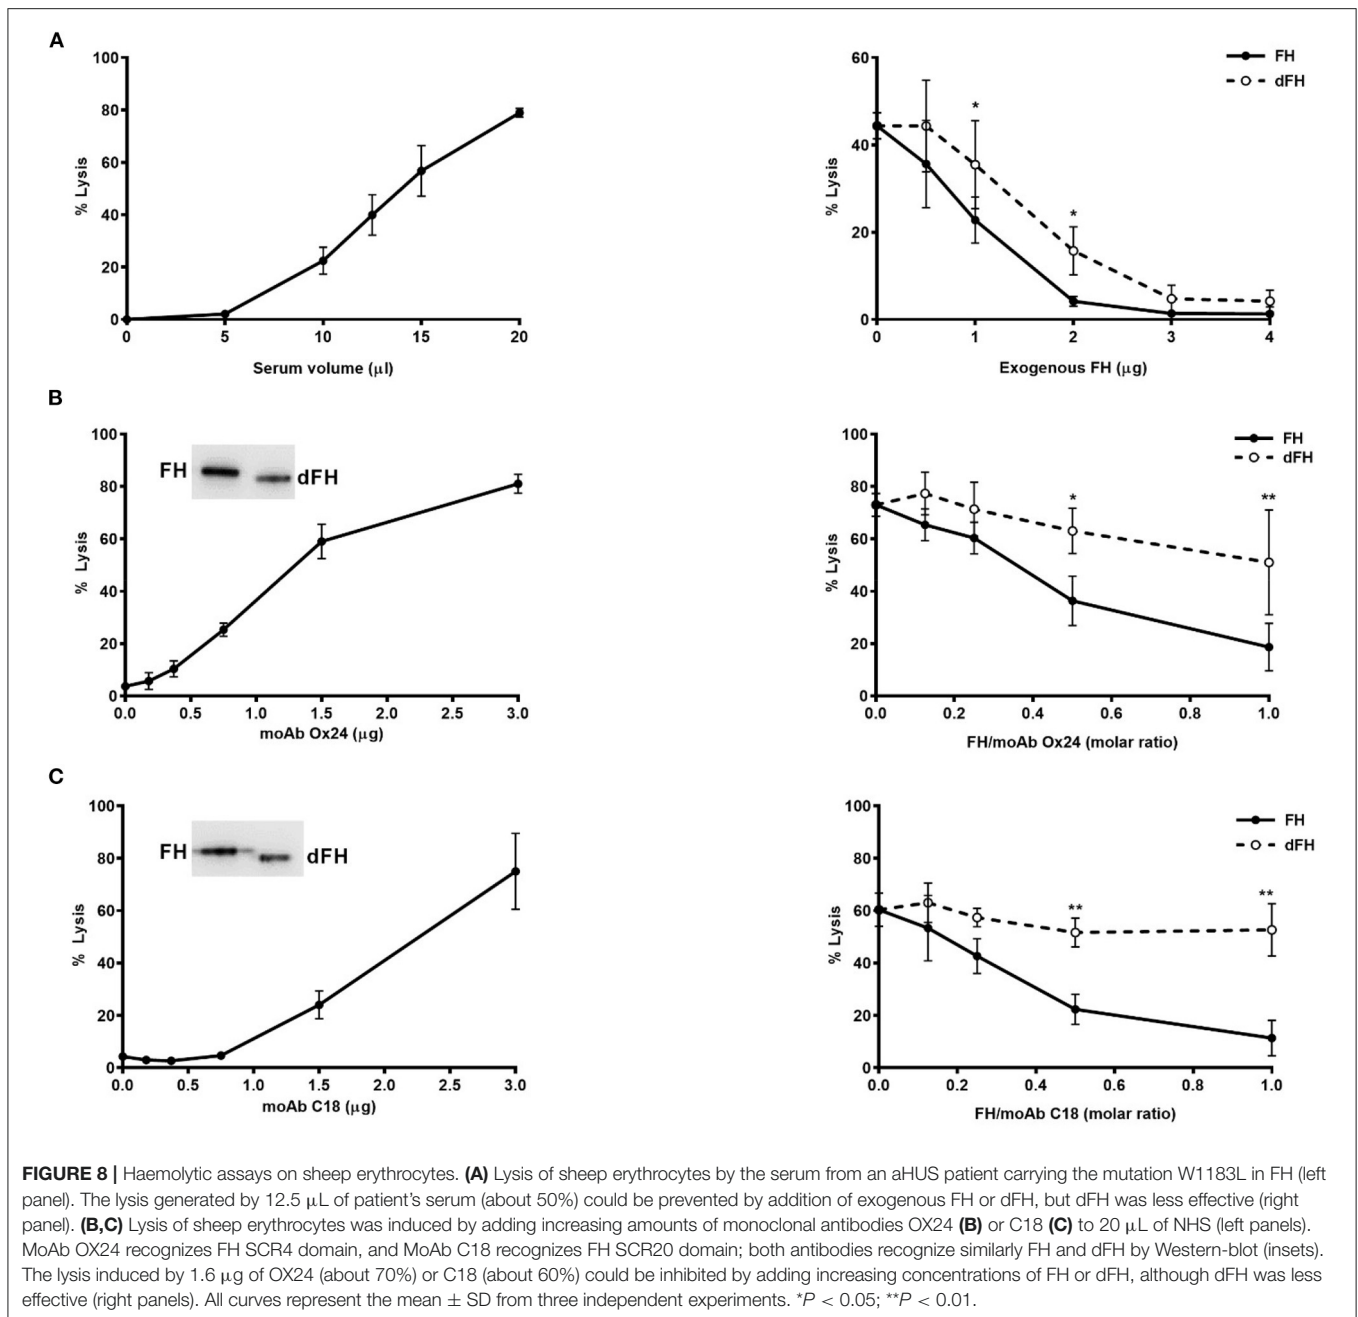 A
100
80
60
40
20
0
% Lysis
0 5 10 15 20
Serum volume (μl)
60
40
20
0
% Lysis
* *
FH
dFH
0 1 2 3 4
Exogenous FH (μg)
B
100
80
60
40
20
0
% Lysis
FH dFH
0.0 0.5 1.0 1.5 2.0 2.5 3.0
moAb Ox24 (μg)
100
80
60
40
20
0
% Lysis
* **
FH
dFH
0.0 0.2 0.4 0.6 0.8 1.0
FH/moAb Ox24 (molar ratio)
C
100
80
60
40
20
0
% Lysis
FH dFH
0.0 0.5 1.0 1.5 2.0 2.5 3.0
moAb C18 (μg)
100
80
60
40
20
0
% Lysis
** **
FH
dFH
0.0 0.2 0.4 0.6 0.8 1.0
FH/moAb C18 (molar ratio)
FIGURE 8 | Haemolytic assays on sheep erythrocytes. (A) Lysis of sheep erythrocytes by the serum from an aHUS patient carrying the mutation W1183L in FH (left
panel). The lysis generated by 12.5 μL of patient's serum (about 50%) could be prevented by addition of exogenous FH or dFH, but dFH was less effective (right
panel). (B,C) Lysis of sheep erythrocytes was induced by adding increasing amounts of monoclonal antibodies OX24 (B) or C18 (C) to 20 μL of NHS (left panels).
MoAb OX24 recognizes FH SCR4 domain, and MoAb C18 recognizes FH SCR20 domain; both antibodies recognize similarly FH and dFH by Western-blot (insets).
The lysis induced by 1.6 μg of OX24 (about 70%) or C18 (about 60%) could be inhibited by adding increasing concentrations of FH or dFH, although dFH was less
effective (right panels). All curves represent the mean ± SD from three independent experiments. *P < 0.05; **P < 0.01.